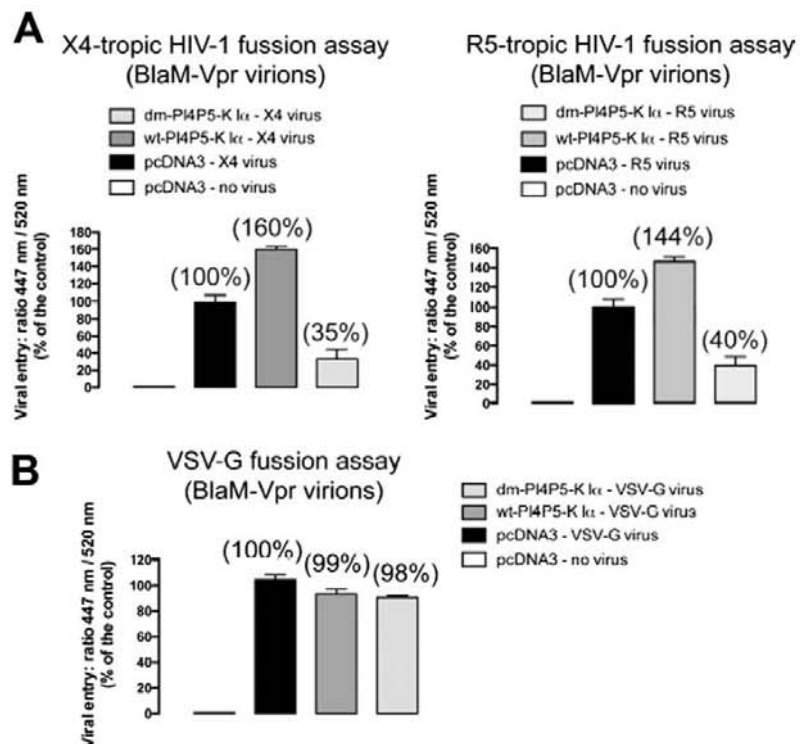 A
X4-tropic HIV-1 fussion assay
(BlaM-Vpr virions)
dm-PI4P5-K Iα - X4 virus
wt-PI4P5-K Iα - X4 virus
pcDNA3 - X4 virus
pcDNA3 - no virus
Viral entry: ratio 447 nm / 520 nm
(% of the control)
180
160
140
120
100
80
60
40
20
0
(100%)
(160%)
(35%)
R5-tropic HIV-1 fussion assay
(BlaM-Vpr virions)
dm-PI4P5-K Iα - R5 virus
wt-PI4P5-K Iα - R5 virus
pcDNA3 - R5 virus
pcDNA3 - no virus
Viral entry: ratio 447 nm / 520 nm
(% of the control)
160
140
120
100
80
60
40
20
0
(100%)
(144%)
(40%)
B
VSV-G fussion assay
(BlaM-Vpr virions)
dm-PI4P5-K Iα - VSV-G virus
wt-PI4P5-K Iα - VSV-G virus
pcDNA3 - VSV-G virus
pcDNA3 - no virus
Viral entry: ratio 447 nm / 520 nm
(% of the control)
120
100
80
60
40
20
0
(100%)
(99%)
(98%)